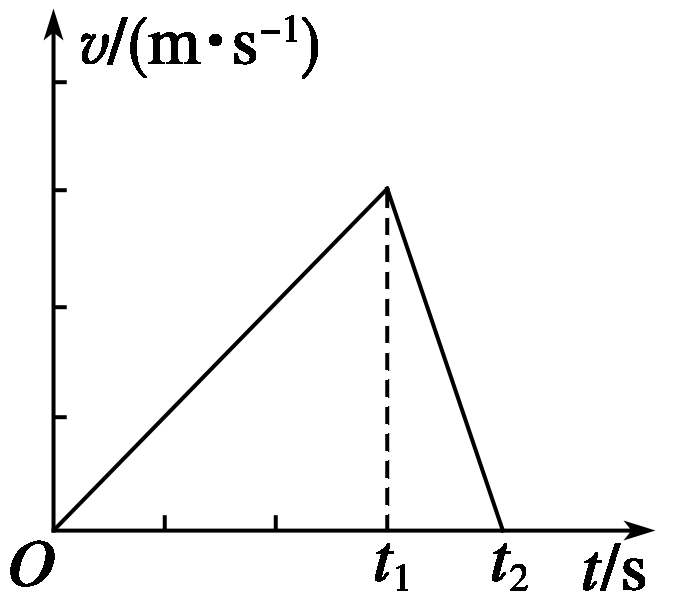 v/(m·s⁻¹)
O
t₁
t₂
t/s